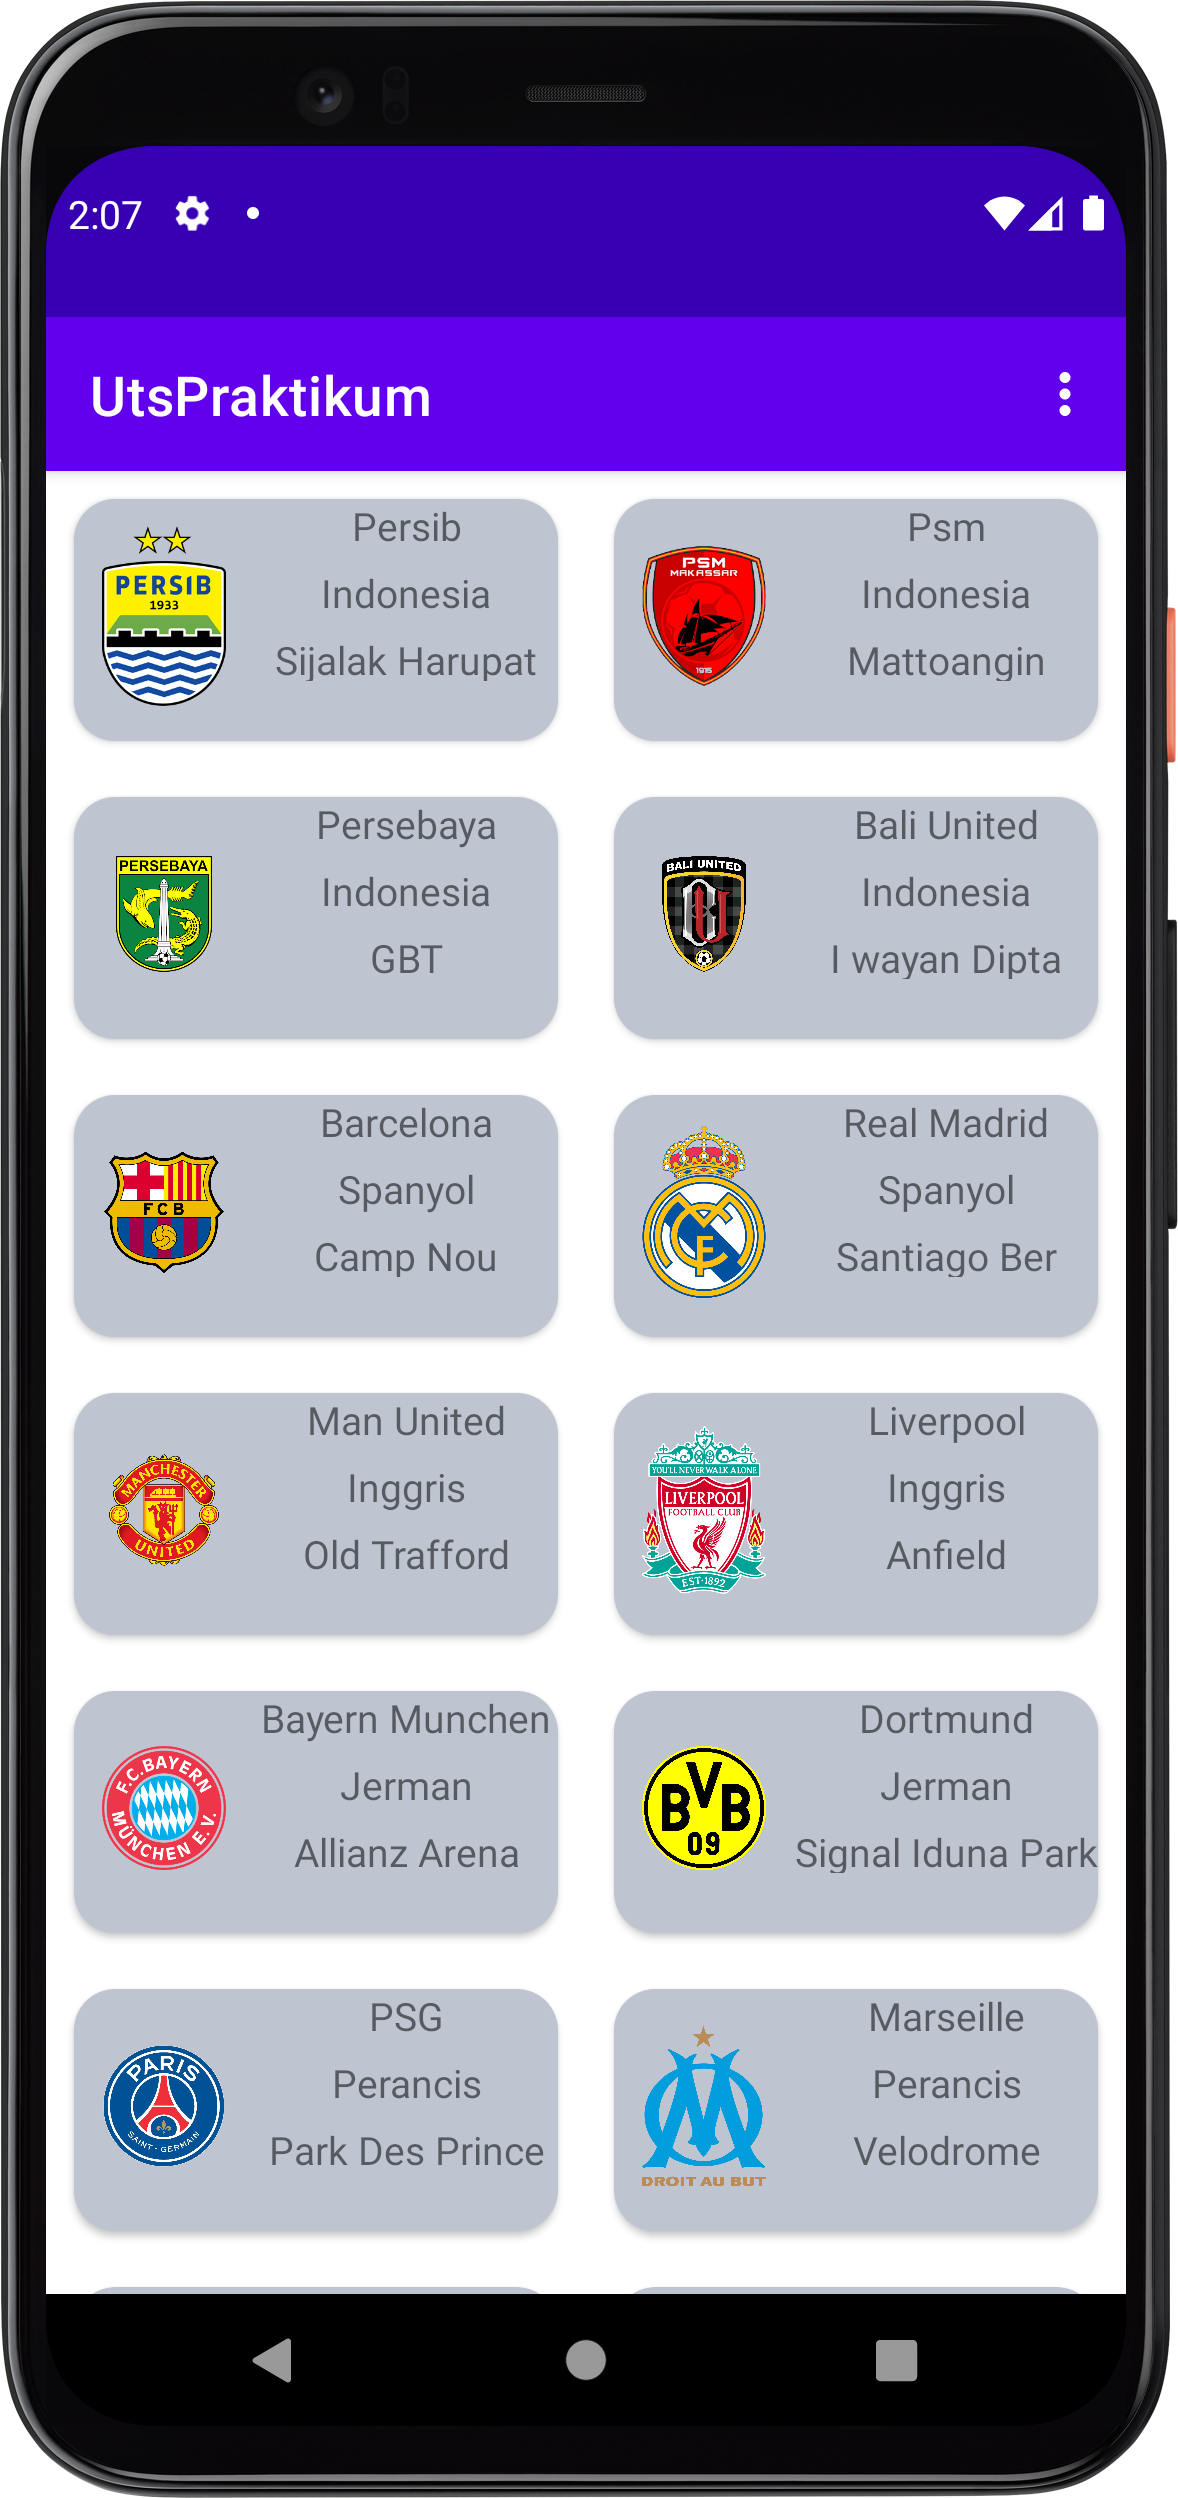 2:07
UtsPraktikum
PERSIB
1933
Persib
Indonesia
Sijalak Harupat
PSM
MAKASSAR
1915
Psm
Indonesia
Mattoangin
PERSEBAYA
Persebaya
Indonesia
GBT
BALI UNITED
Bali United
Indonesia
I wayan Dipta
FCB
Barcelona
Spanyol
Camp Nou
Real Madrid
Spanyol
Santiago Ber
MANCHESTER
UNITED
Man United
Inggris
Old Trafford
YOU'LL NEVER WALK ALONE
LIVERPOOL
FOOTBALL CLUB
EST·1892
Liverpool
Inggris
Anfield
F.C.BAYERN
MÜNCHEN E.V.
Bayern Munchen
Jerman
Allianz Arena
BVB
09
Dortmund
Jerman
Signal Iduna Park
PARIS
SAINT-GERMAIN
PSG
Perancis
Park Des Prince
DROIT AU BUT
Marseille
Perancis
Velodrome